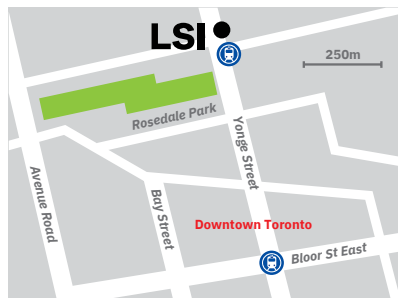 LSI
250m
Rosedale Park
Avenue Road
Bay Street
Yonge Street
Downtown Toronto
Bloor St East